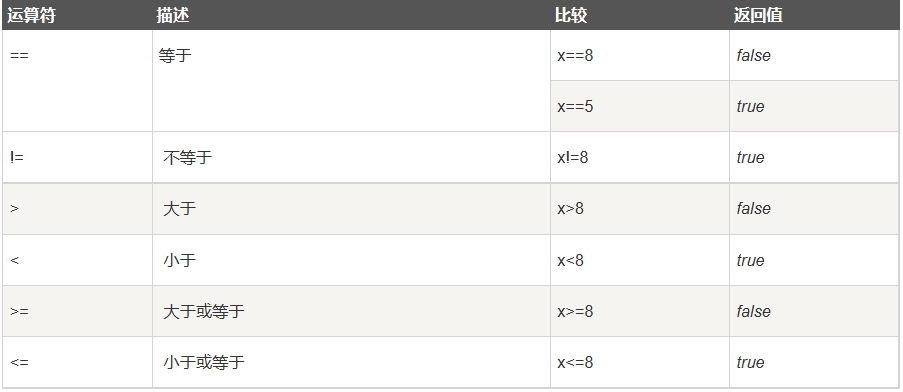 运算符 描述 比较 返回值
== 等于 x==8 false
x==5 true
!= 不等于 x!=8 true
> 大于 x>8 false
< 小于 x<8 true
>= 大于或等于 x>=8 false
<= 小于或等于 x<=8 true